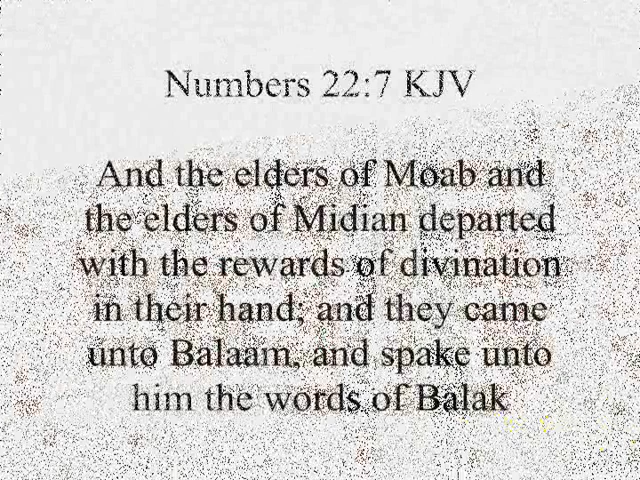 Numbers 22:7 KJV
And the elders of Moab and
the elders of Midian departed
with the rewards of divination
in their hand; and they came
unto Balaam, and spake unto
him the words of Balak